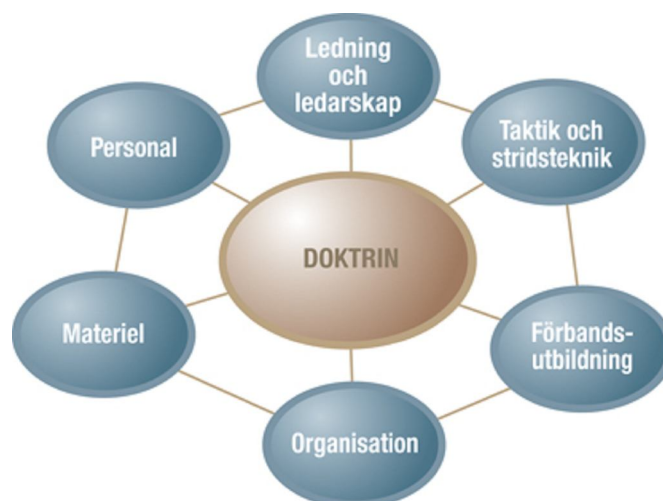 Ledning
och
ledarskap
Personal
Taktik och
stridsteknik
DOKTRIN
Materiel
Förbands-
utbildning
Organisation